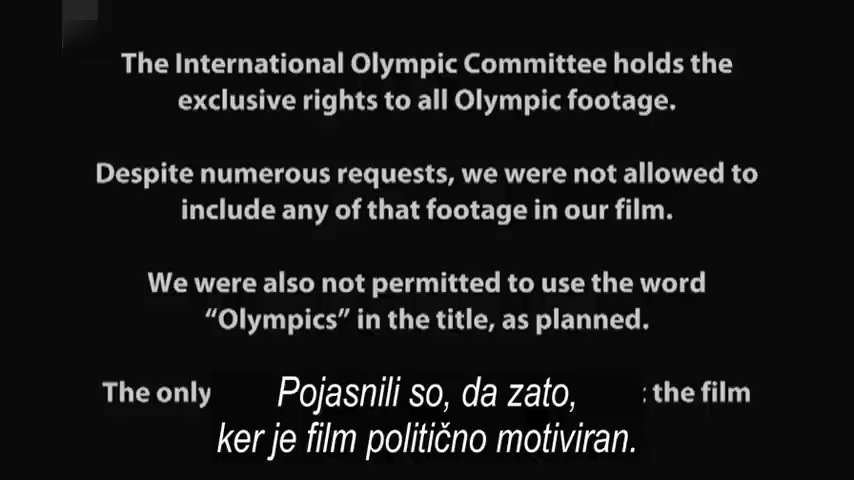 The International Olympic Committee holds the
exclusive rights to all Olympic footage.
Despite numerous requests, we were not allowed to
include any of that footage in our film.
We were also not permitted to use the word
“Olympics” in the title, as planned.
The only the film
Pojasnili so, da zato,
ker je film politično motiviran.